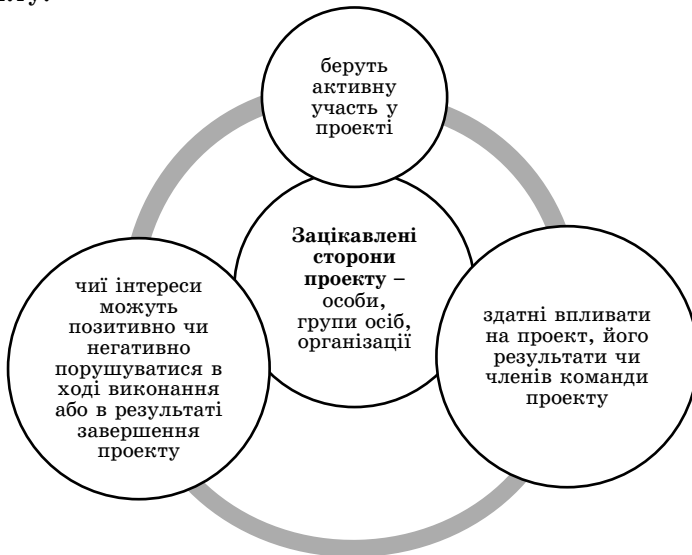 беруть
активну
участь у
проекті
Зацікавлені
сторони
проекту –
особи,
групи осіб,
організації
чиї інтереси
можуть
позитивно чи
негативно
порушуватися в
ході виконання
або в результаті
завершення
проекту
здатні впливати
на проект, його
результати чи
членів команди
проекту